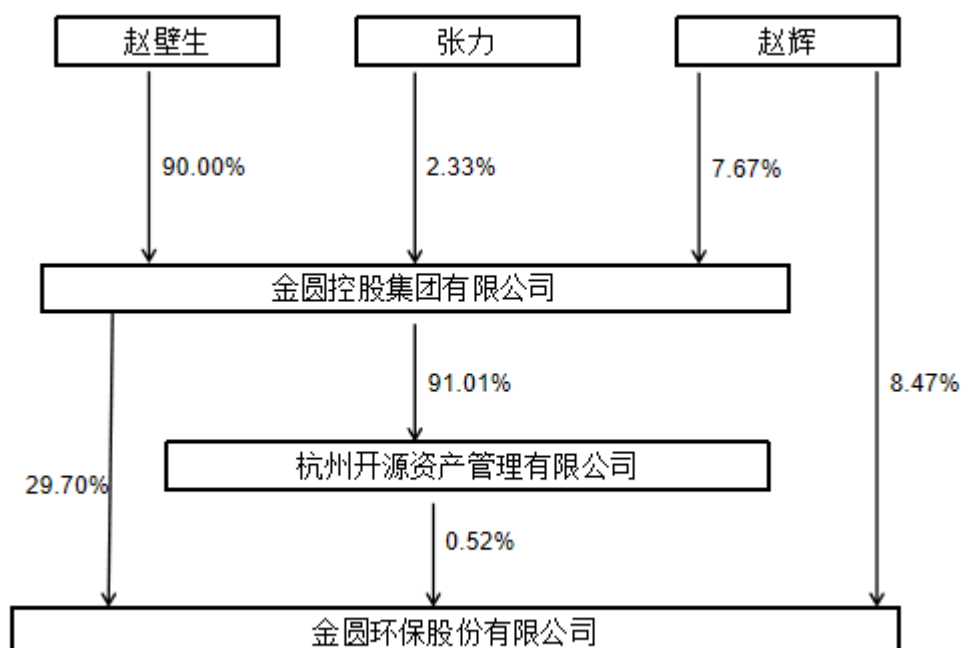 赵壁生
张力
赵辉
90.00%
2.33%
7.67%
金圆控股集团有限公司
91.01%
8.47%
杭州开源资产管理有限公司
29.70%
0.52%
金圆环保股份有限公司